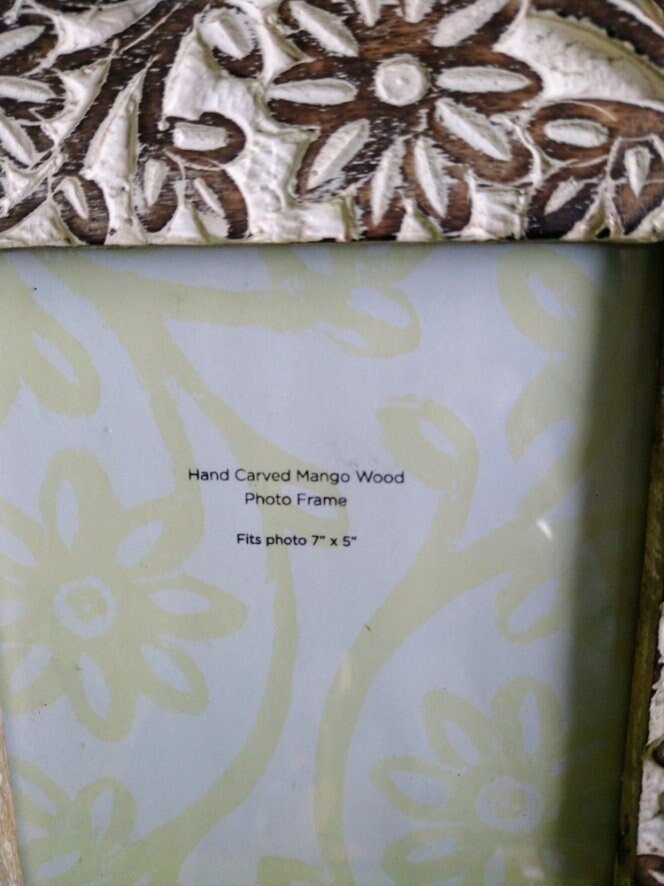 Hand Carved Mango Wood
Photo Frame
Fits photo 7" x 5"